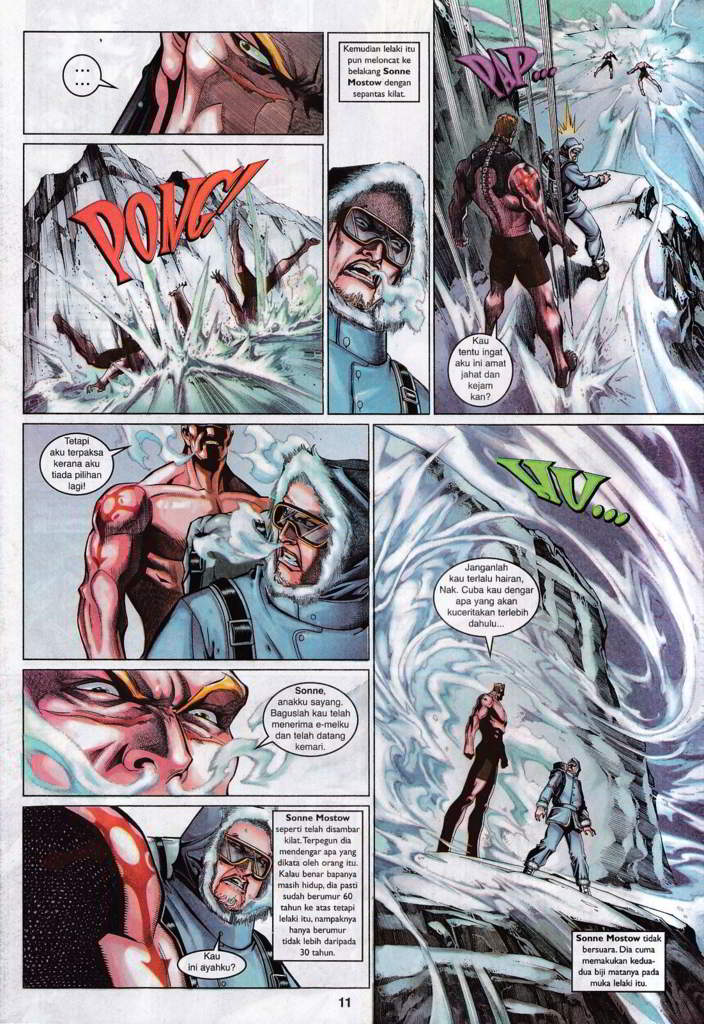 ... ...
Kemudian lelaki itu
pun meloncat ke
belakang Sonne
Mostow dengan
sepantas kilat.
PAP...
PONG!
Kau
tentu ingat
aku ini amat
jahat dan
kejam
kan?
Tetapi
aku terpaksa
kerana aku
tiada pilihan
lagi!
Sonne,
anakku sayang.
Baguslah kau telah
menerima e-melku
dan telah datang
kemari.
Sonne Mostow
seperti telah disambar
kilat. Terpegun dia
mendengar apa yang
dikata oleh orang itu.
Kalau benar bapanya
masih hidup, dia pasti
sudah berumur 60
tahun ke atas tetapi
lelaki itu, nampaknya
hanya berumur
tidak lebih daripada
30 tahun.
Kau
ini ayahku?
HU...
Janganlah
kau terlalu hairan,
Nak. Cuba kau dengar
apa yang akan
kuceritakan terlebih
dahulu...
Sonne Mostow tidak
bersuara. Dia cuma
memakukan kedua-
dua biji matanya pada
muka lelaki itu.
11